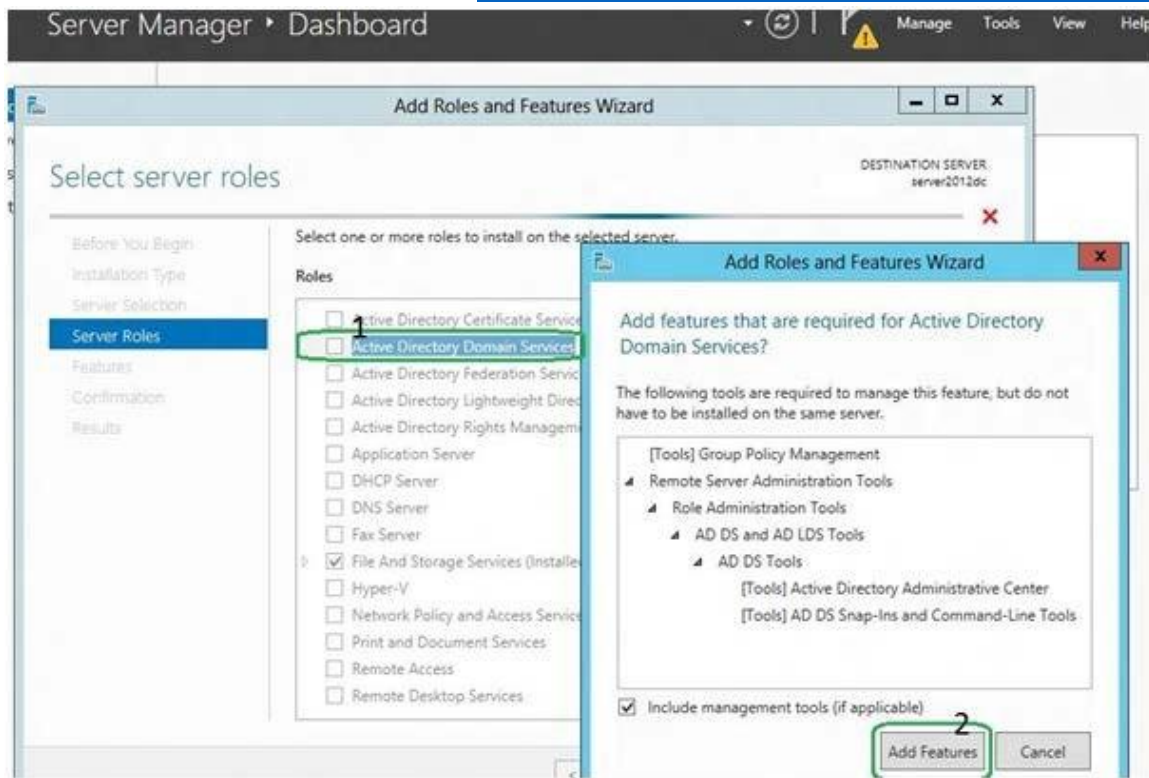 Server Manager ‣ Dashboard
Manage Tools View Help
Add Roles and Features Wizard
Select server roles
DESTINATION SERVER
server2012dc
Before You Begin
Installation Type
Server Selection
Server Roles
Features
Confirmation
Results
Select one or more roles to install on the selected server.
Roles
Active Directory Certificate Service
1
Active Directory Domain Services
Active Directory Federation Servic
Active Directory Lightweight Direc
Active Directory Rights Managem
Application Server
DHCP Server
DNS Server
Fax Server
File And Storage Services (Installe
Hyper-V
Network Policy and Access Service
Print and Document Services
Remote Access
Remote Desktop Services
Add Roles and Features Wizard
Add features that are required for Active Directory
Domain Services?
The following tools are required to manage this feature, but do not
have to be installed on the same server.
[Tools] Group Policy Management
Remote Server Administration Tools
Role Administration Tools
AD DS and AD LDS Tools
AD DS Tools
[Tools] Active Directory Administrative Center
[Tools] AD DS Snap-Ins and Command-Line Tools
Include management tools (if applicable)
2
Add Features Cancel